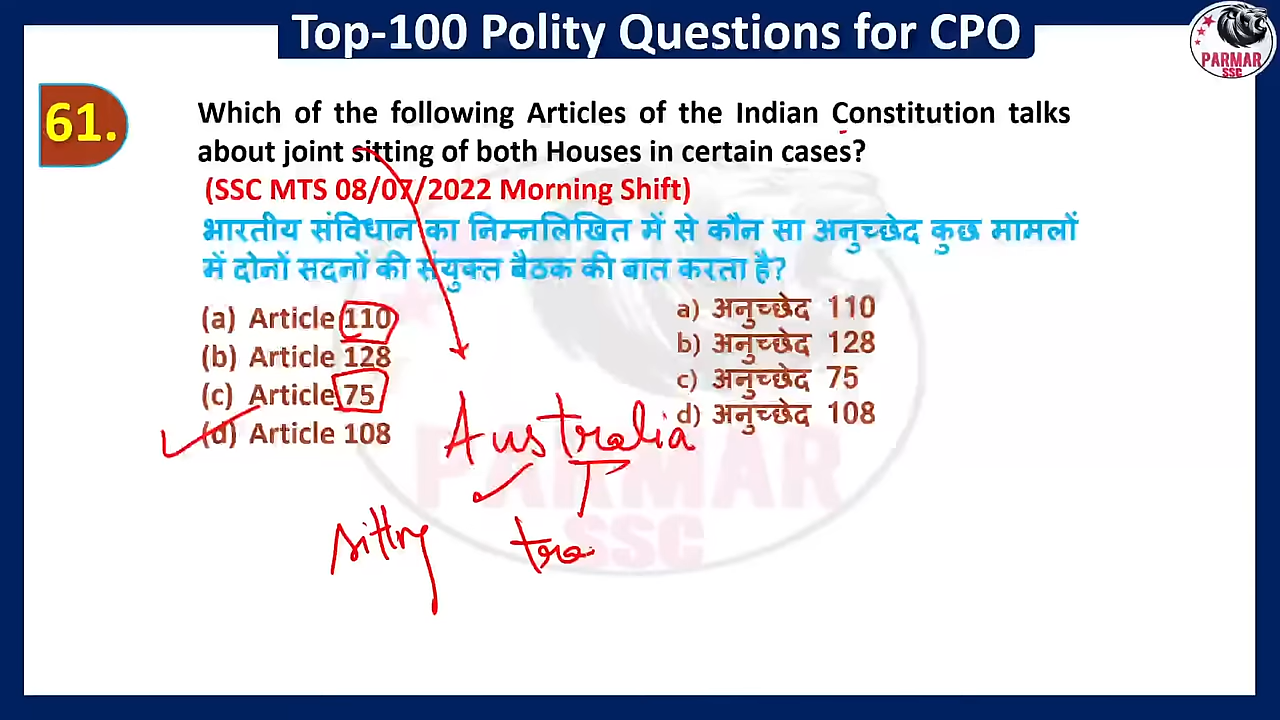 Top-100 Polity Questions for CPO
PARMAR
SSC
61.
Which of the following Articles of the Indian Constitution talks
about joint sitting of both Houses in certain cases?
(SSC MTS 08/07/2022 Morning Shift)
भारतीय संविधान का निम्नलिखित में से कौन सा अनुच्छेद कुछ मामलों
में दोनों सदनों की संयुक्त बैठक की बात करता है?
(a) Article 110
(b) Article 128
(c) Article 75
(d) Article 108
a) अनुच्छेद 110
b) अनुच्छेद 128
c) अनुच्छेद 75
d) अनुच्छेद 108
Australia
sitting
tra
PARMAR
SSC